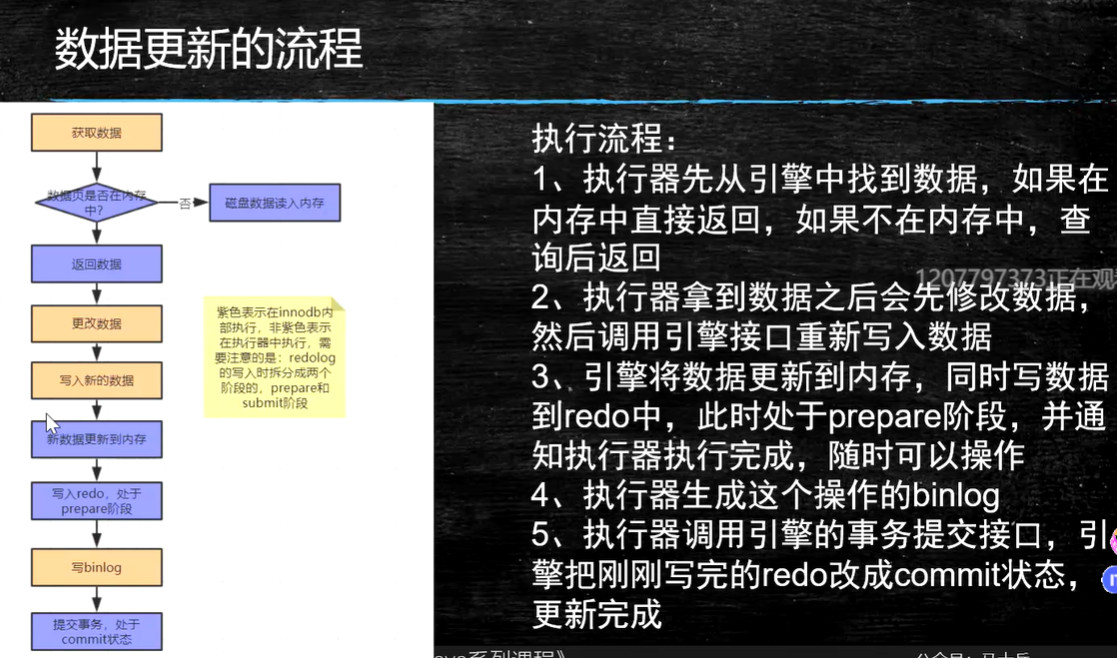 数据更新的流程
获取数据
数据页是否在内存
中?
否
磁盘数据读入内存
返回数据
更改数据
写入新的数据
新数据更新到内存
写入redo，处于
prepare阶段
写binlog
提交事务，处于
commit状态
紫色表示在innodb内
部执行，非紫色表示
在执行器中执行，需
要注意的是：redolog
的写入时拆分成两个
阶段的，prepare和
submit阶段
执行流程：
1、执行器先从引擎中找到数据，如果在
内存中直接返回，如果不在内存中，查
询后返回
2、执行器拿到数据之后会先修改数据，
然后调用引擎接口重新写入数据
3、引擎将数据更新到内存，同时写数据
到redo中，此时处于prepare阶段，并通
知执行器执行完成，随时可以操作
4、执行器生成这个操作的binlog
5、执行器调用引擎的事务提交接口，引
擎把刚刚写完的redo改成commit状态，
更新完成
1207797373正在观
系列课程》